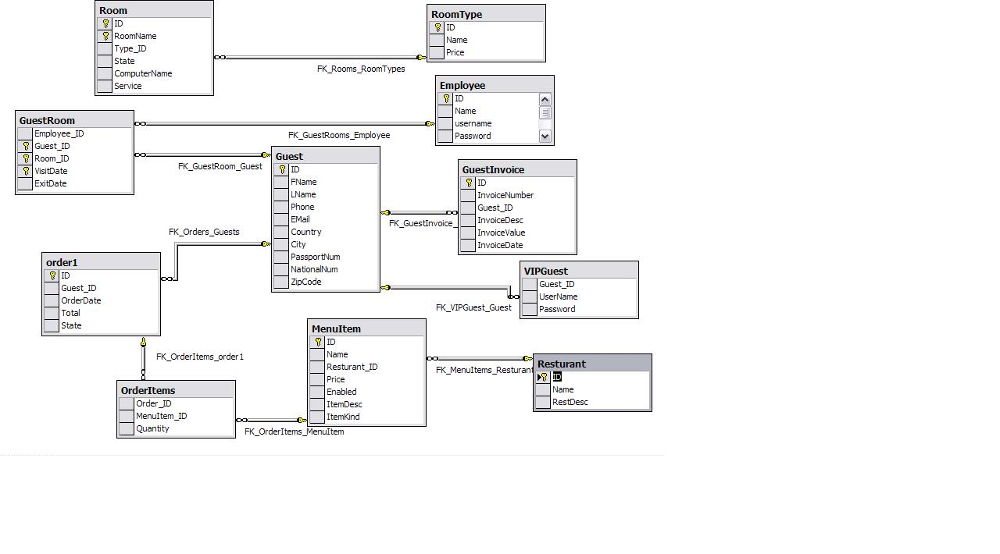 Room
ID
RoomName
Type_ID
State
ComputerName
Service
RoomType
ID
Name
Price
FK_Rooms_RoomTypes
Employee
ID
Name
username
Password
GuestRoom
Employee_ID
Guest_ID
Room_ID
VisitDate
ExitDate
FK_GuestRooms_Employee
FK_GuestRoom_Guest
Guest
ID
FName
LName
Phone
EMail
Country
City
PassportNum
NationalNum
ZipCode
GuestInvoice
ID
InvoiceNumber
Guest_ID
InvoiceDesc
InvoiceValue
InvoiceDate
FK_GuestInvoice_
FK_Orders_Guests
order1
ID
Guest_ID
OrderDate
Total
State
VIPGuest
Guest_ID
UserName
Password
FK_VIPGuest_Guest
MenuItem
ID
Name
Resturant_ID
Price
Enabled
ItemDesc
ItemKind
FK_OrderItems_order1
FK_MenuItems_Resturant
Resturant
ID
Name
RestDesc
OrderItems
Order_ID
MenuItem_ID
Quantity
FK_OrderItems_MenuItem